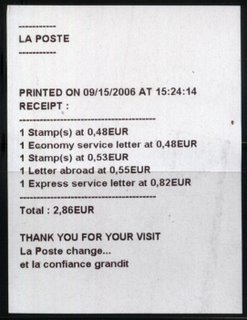 -----------
LA POSTE
-----------
PRINTED ON 09/15/2006 AT 15:24:14
RECEIPT :
----------------------------------------
1 Stamp(s) at 0,48EUR
1 Economy service letter at 0,48EUR
1 Stamp(s) at 0,53EUR
1 Letter abroad at 0,55EUR
1 Express service letter at 0,82EUR
----------------------------------------
Total : 2,86EUR
THANK YOU FOR YOUR VISIT
La Poste change...
et la confiance grandit